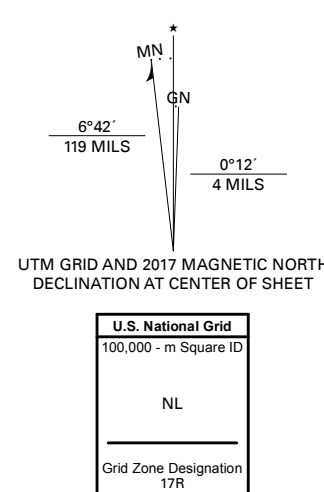 ★
MN
GN
6°42´
119 MILS
0°12´
4 MILS
UTM GRID AND 2017 MAGNETIC NORTH
DECLINATION AT CENTER OF SHEET
U.S. National Grid
100,000 - m Square ID
NL
Grid Zone Designation
17R